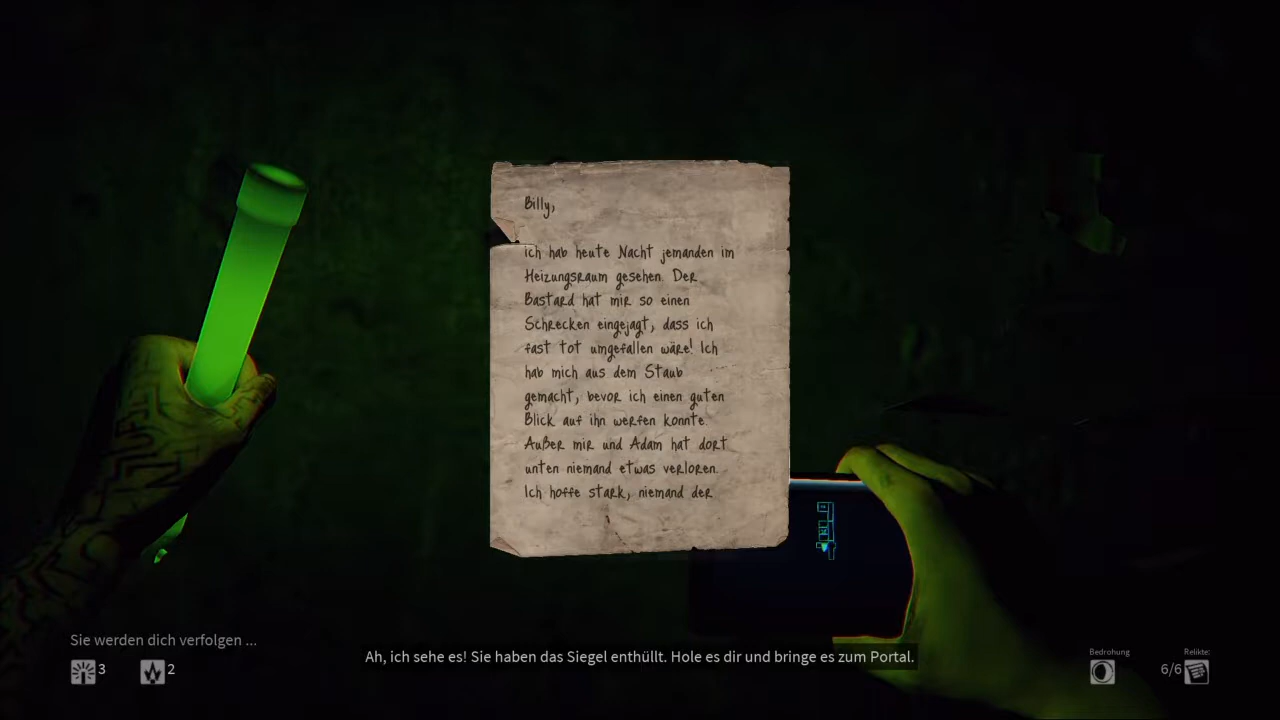 Billy,
ich hab heute Nacht jemanden im
Heizungsraum gesehen. Der
Bastard hat mir so einen
Schrecken eingejagt, dass ich
fast tot umgefallen wäre! Ich
hab mich aus dem Staub
gemacht, bevor ich einen guten
Blick auf ihn werfen konnte.
Außer mir und Adam hat dort
unten niemand etwas verloren.
Ich hoffe stark, niemand der
Sie werden dich verfolgen ...
3
2
Ah, ich sehe es! Sie haben das Siegel enthüllt. Hole es dir und bringe es zum Portal.
Bedrohung
Relikte:
6/6